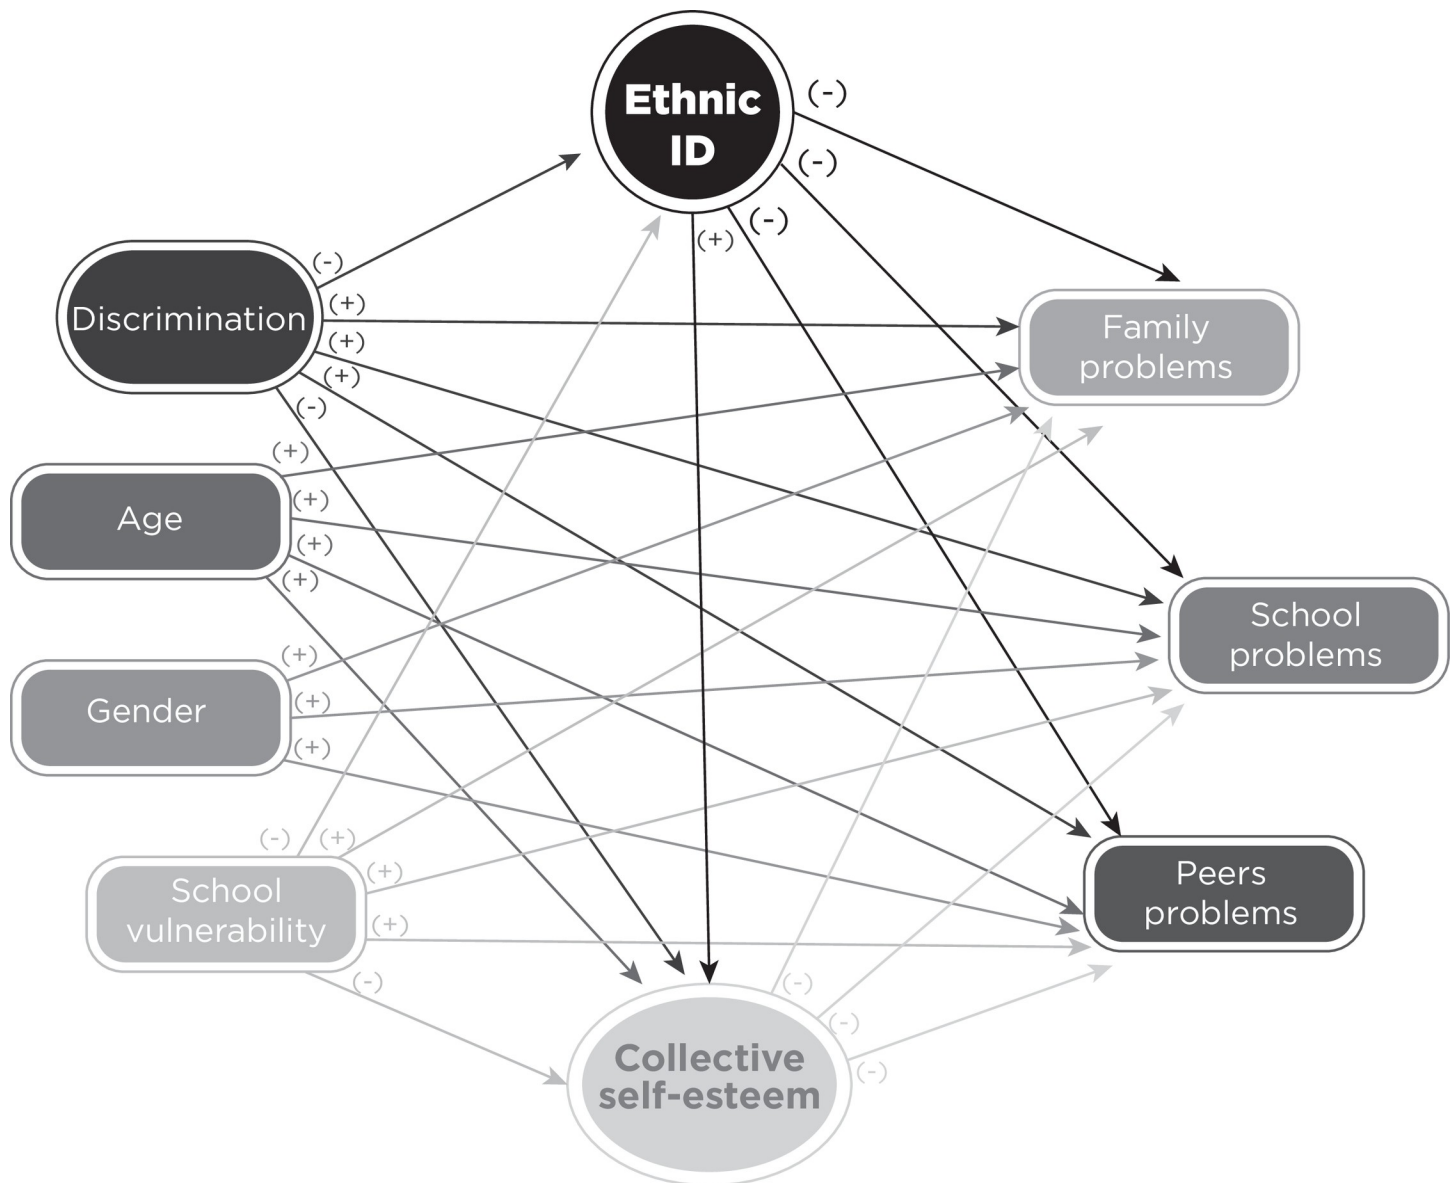 Ethnic
ID
(-)
(-)
(-)
(+)
Discrimination
(-)
(+)
(+)
(+)
(-)
Family
problems
Age
(+)
(+)
(+)
(+)
School
problems
Gender
(+)
(+)
(+)
School
vulnerability
(-)
(+)
(+)
(+)
(-)
Peers
problems
Collective
self-esteem
(-)
(-)
(-)